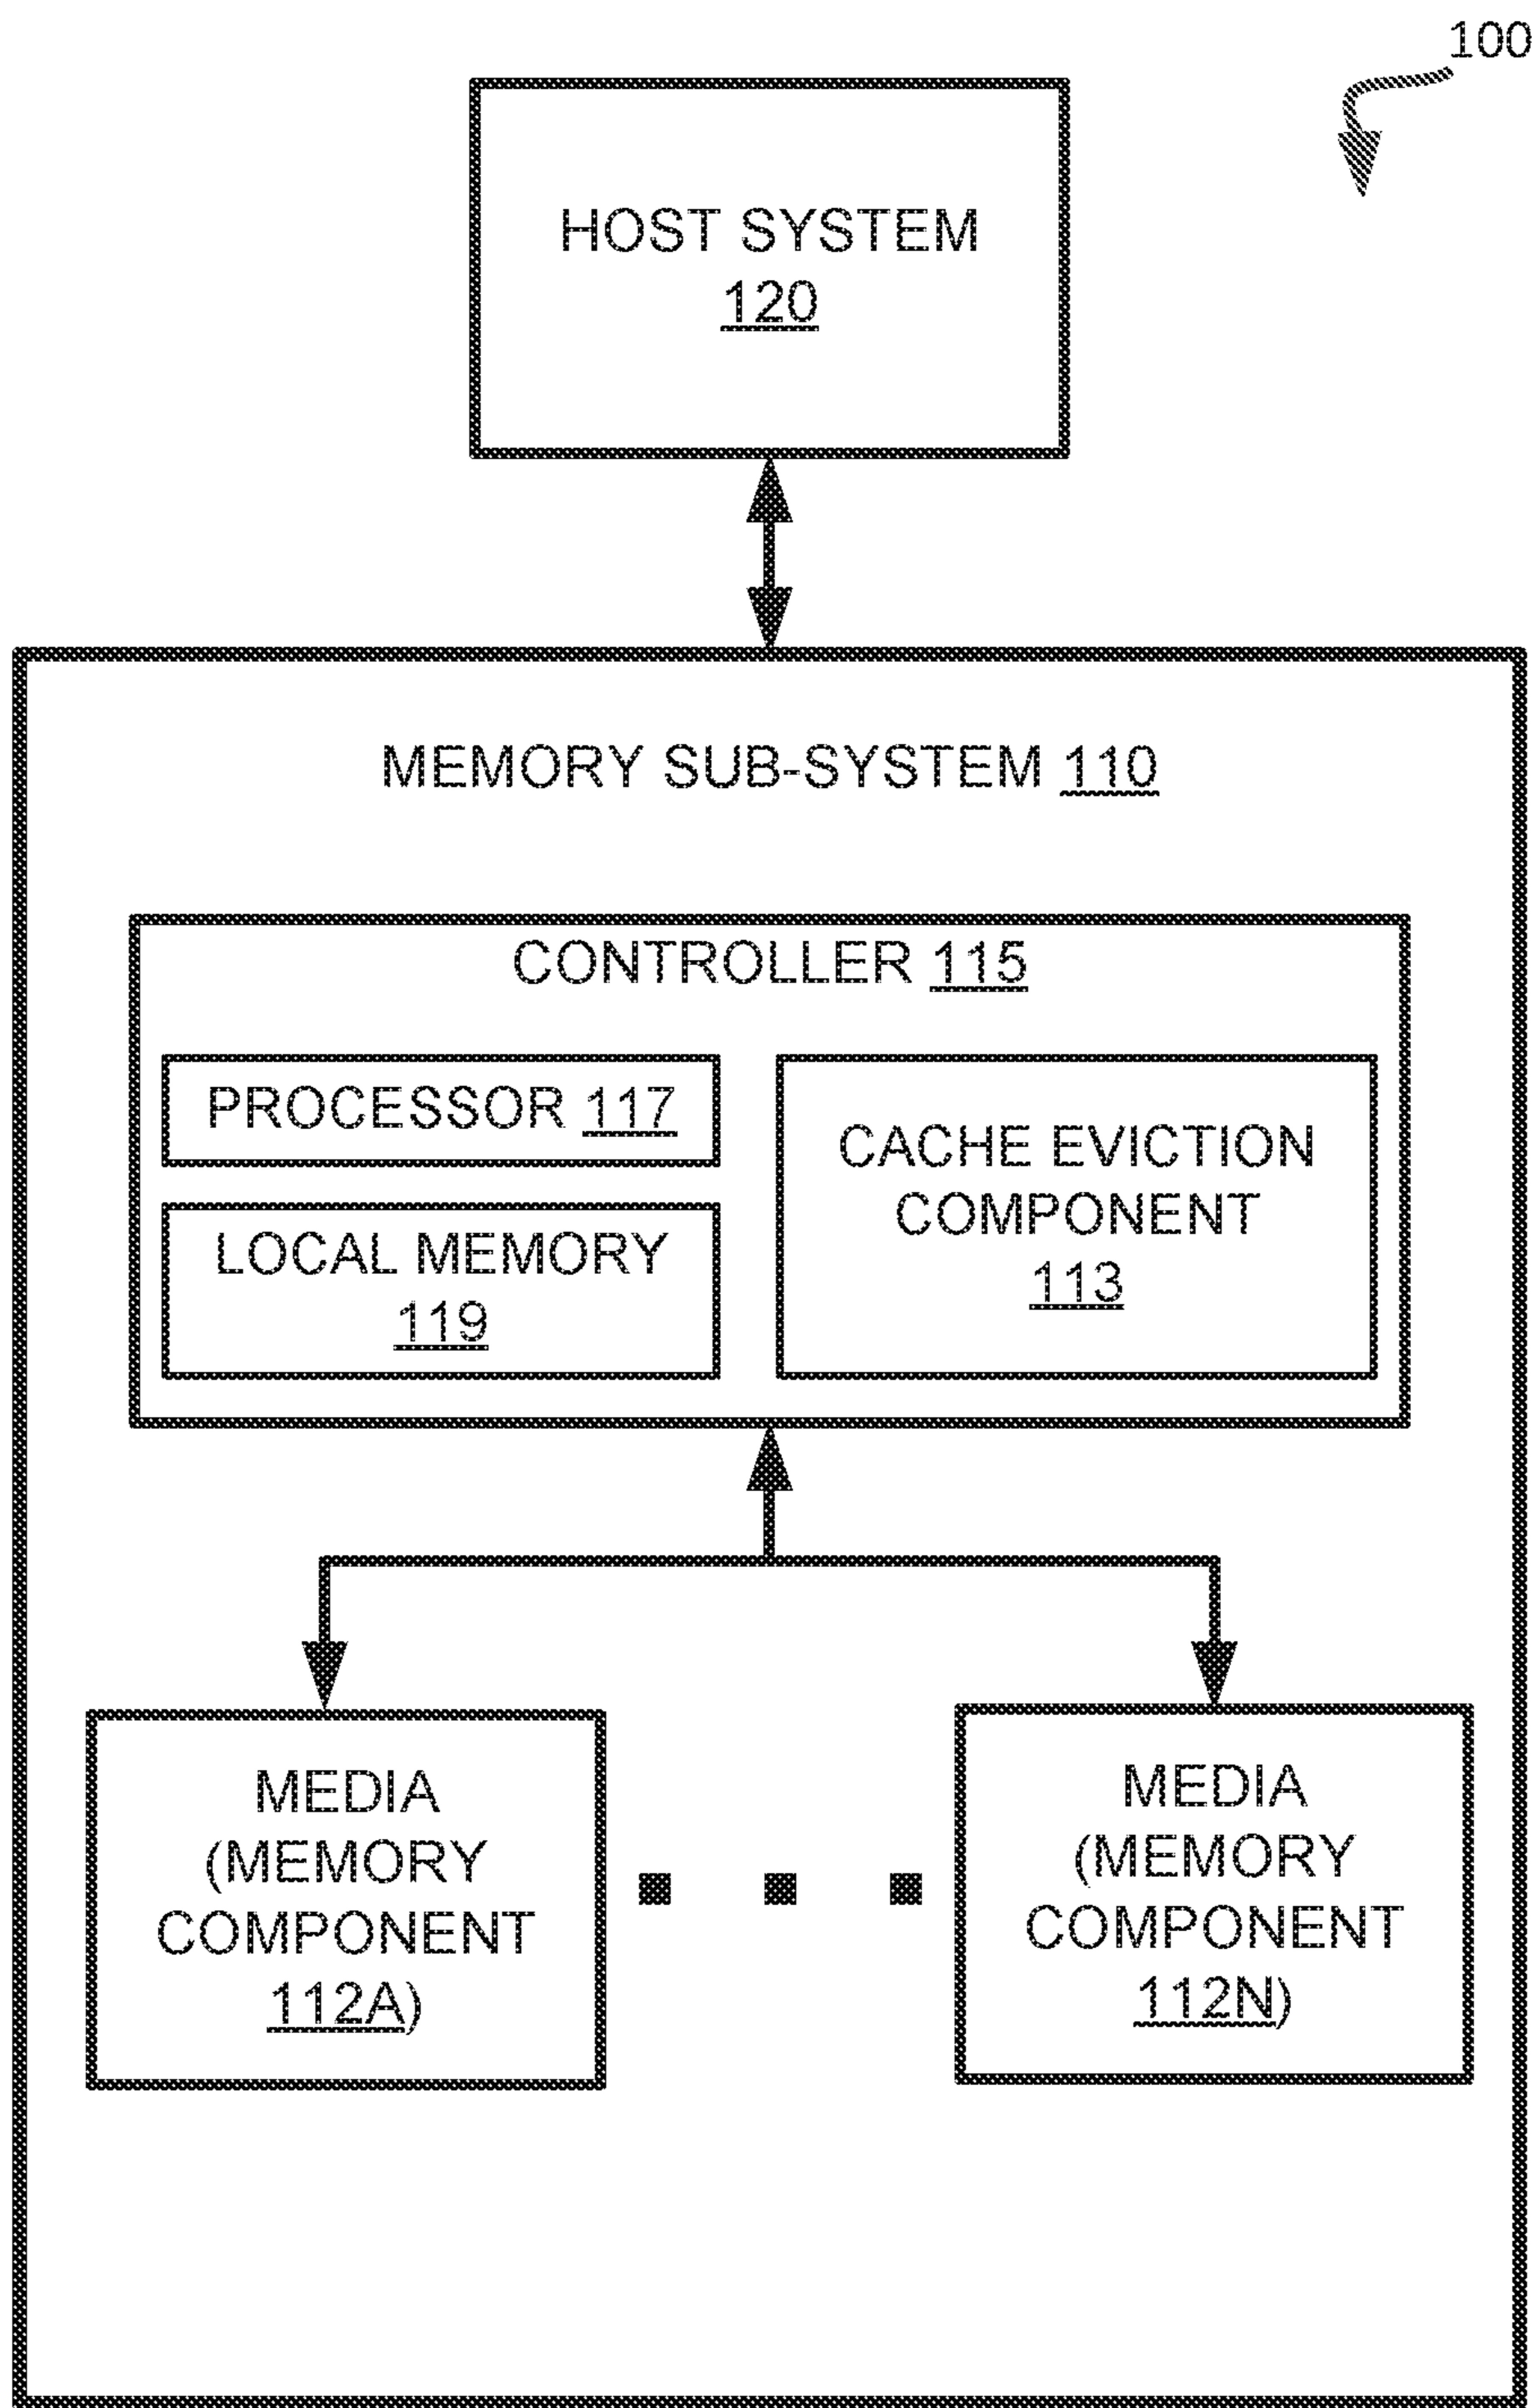 100
HOST SYSTEM
120
MEMORY SUB-SYSTEM 110
CONTROLLER 115
PROCESSOR 117
LOCAL MEMORY
119
CACHE EVICTION
COMPONENT
113
MEDIA
(MEMORY
COMPONENT
112A)
MEDIA
(MEMORY
COMPONENT
112N)